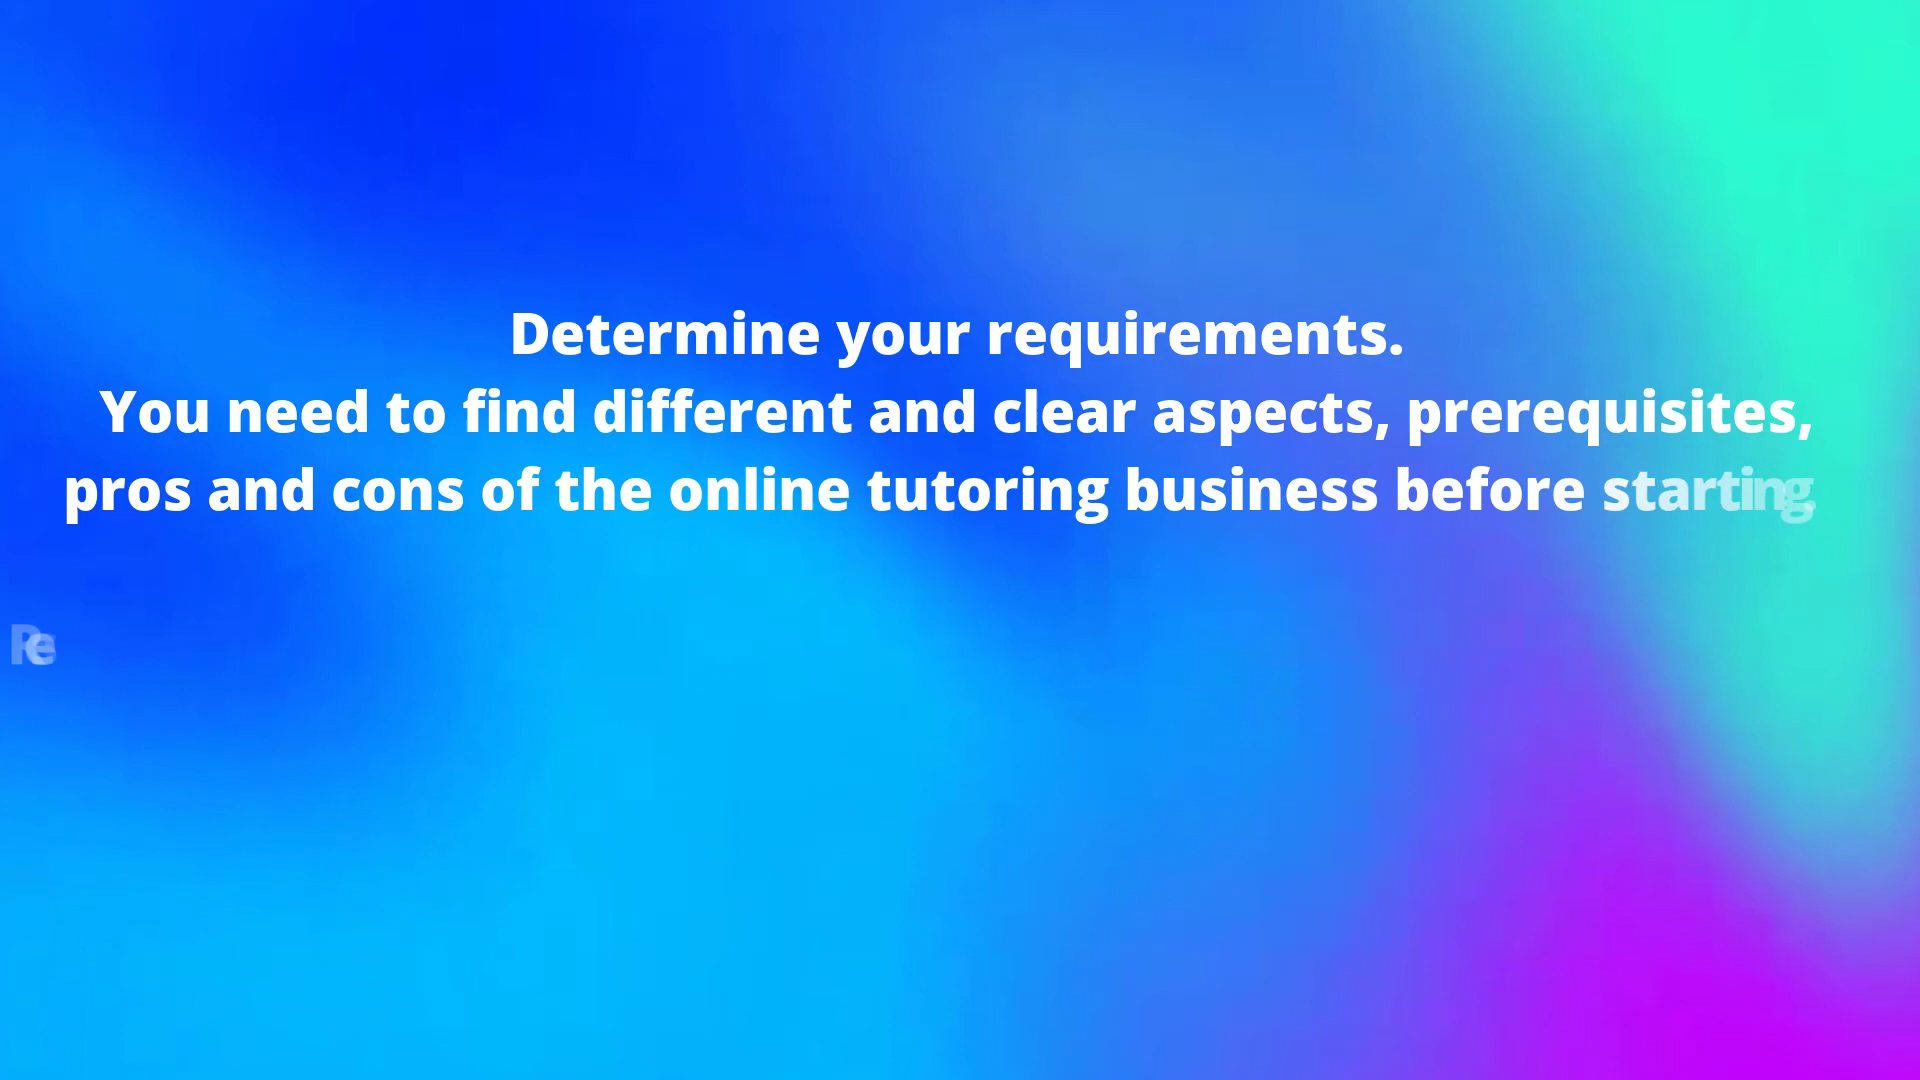 Determine your requirements.
You need to find different and clear aspects, prerequisites,
pros and cons of the online tutoring business before starting.
Re